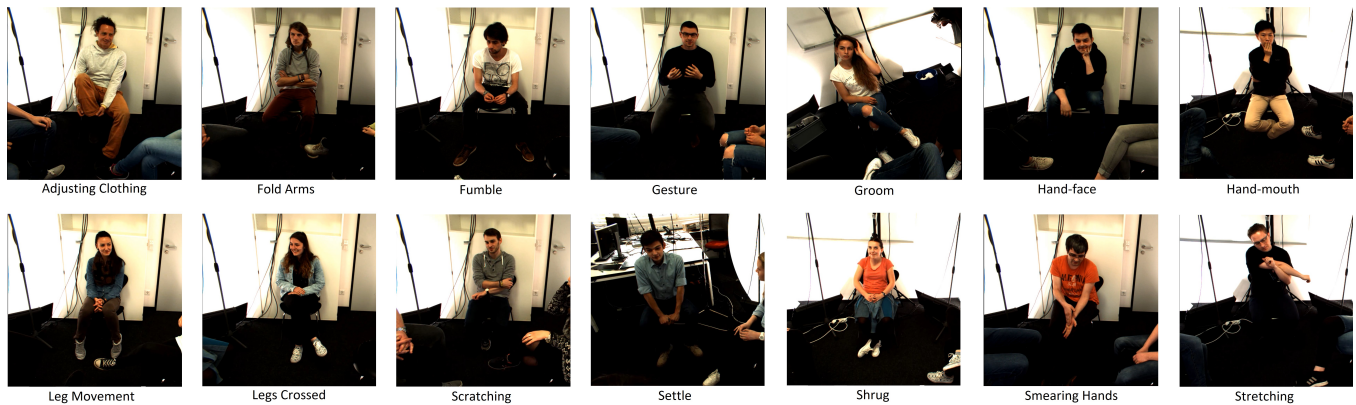 Adjusting Clothing
Fold Arms
Fumble
Gesture
Groom
Hand-face
Hand-mouth
Leg Movement
Legs Crossed
Scratching
Settle
Shrug
Smearing Hands
Stretching